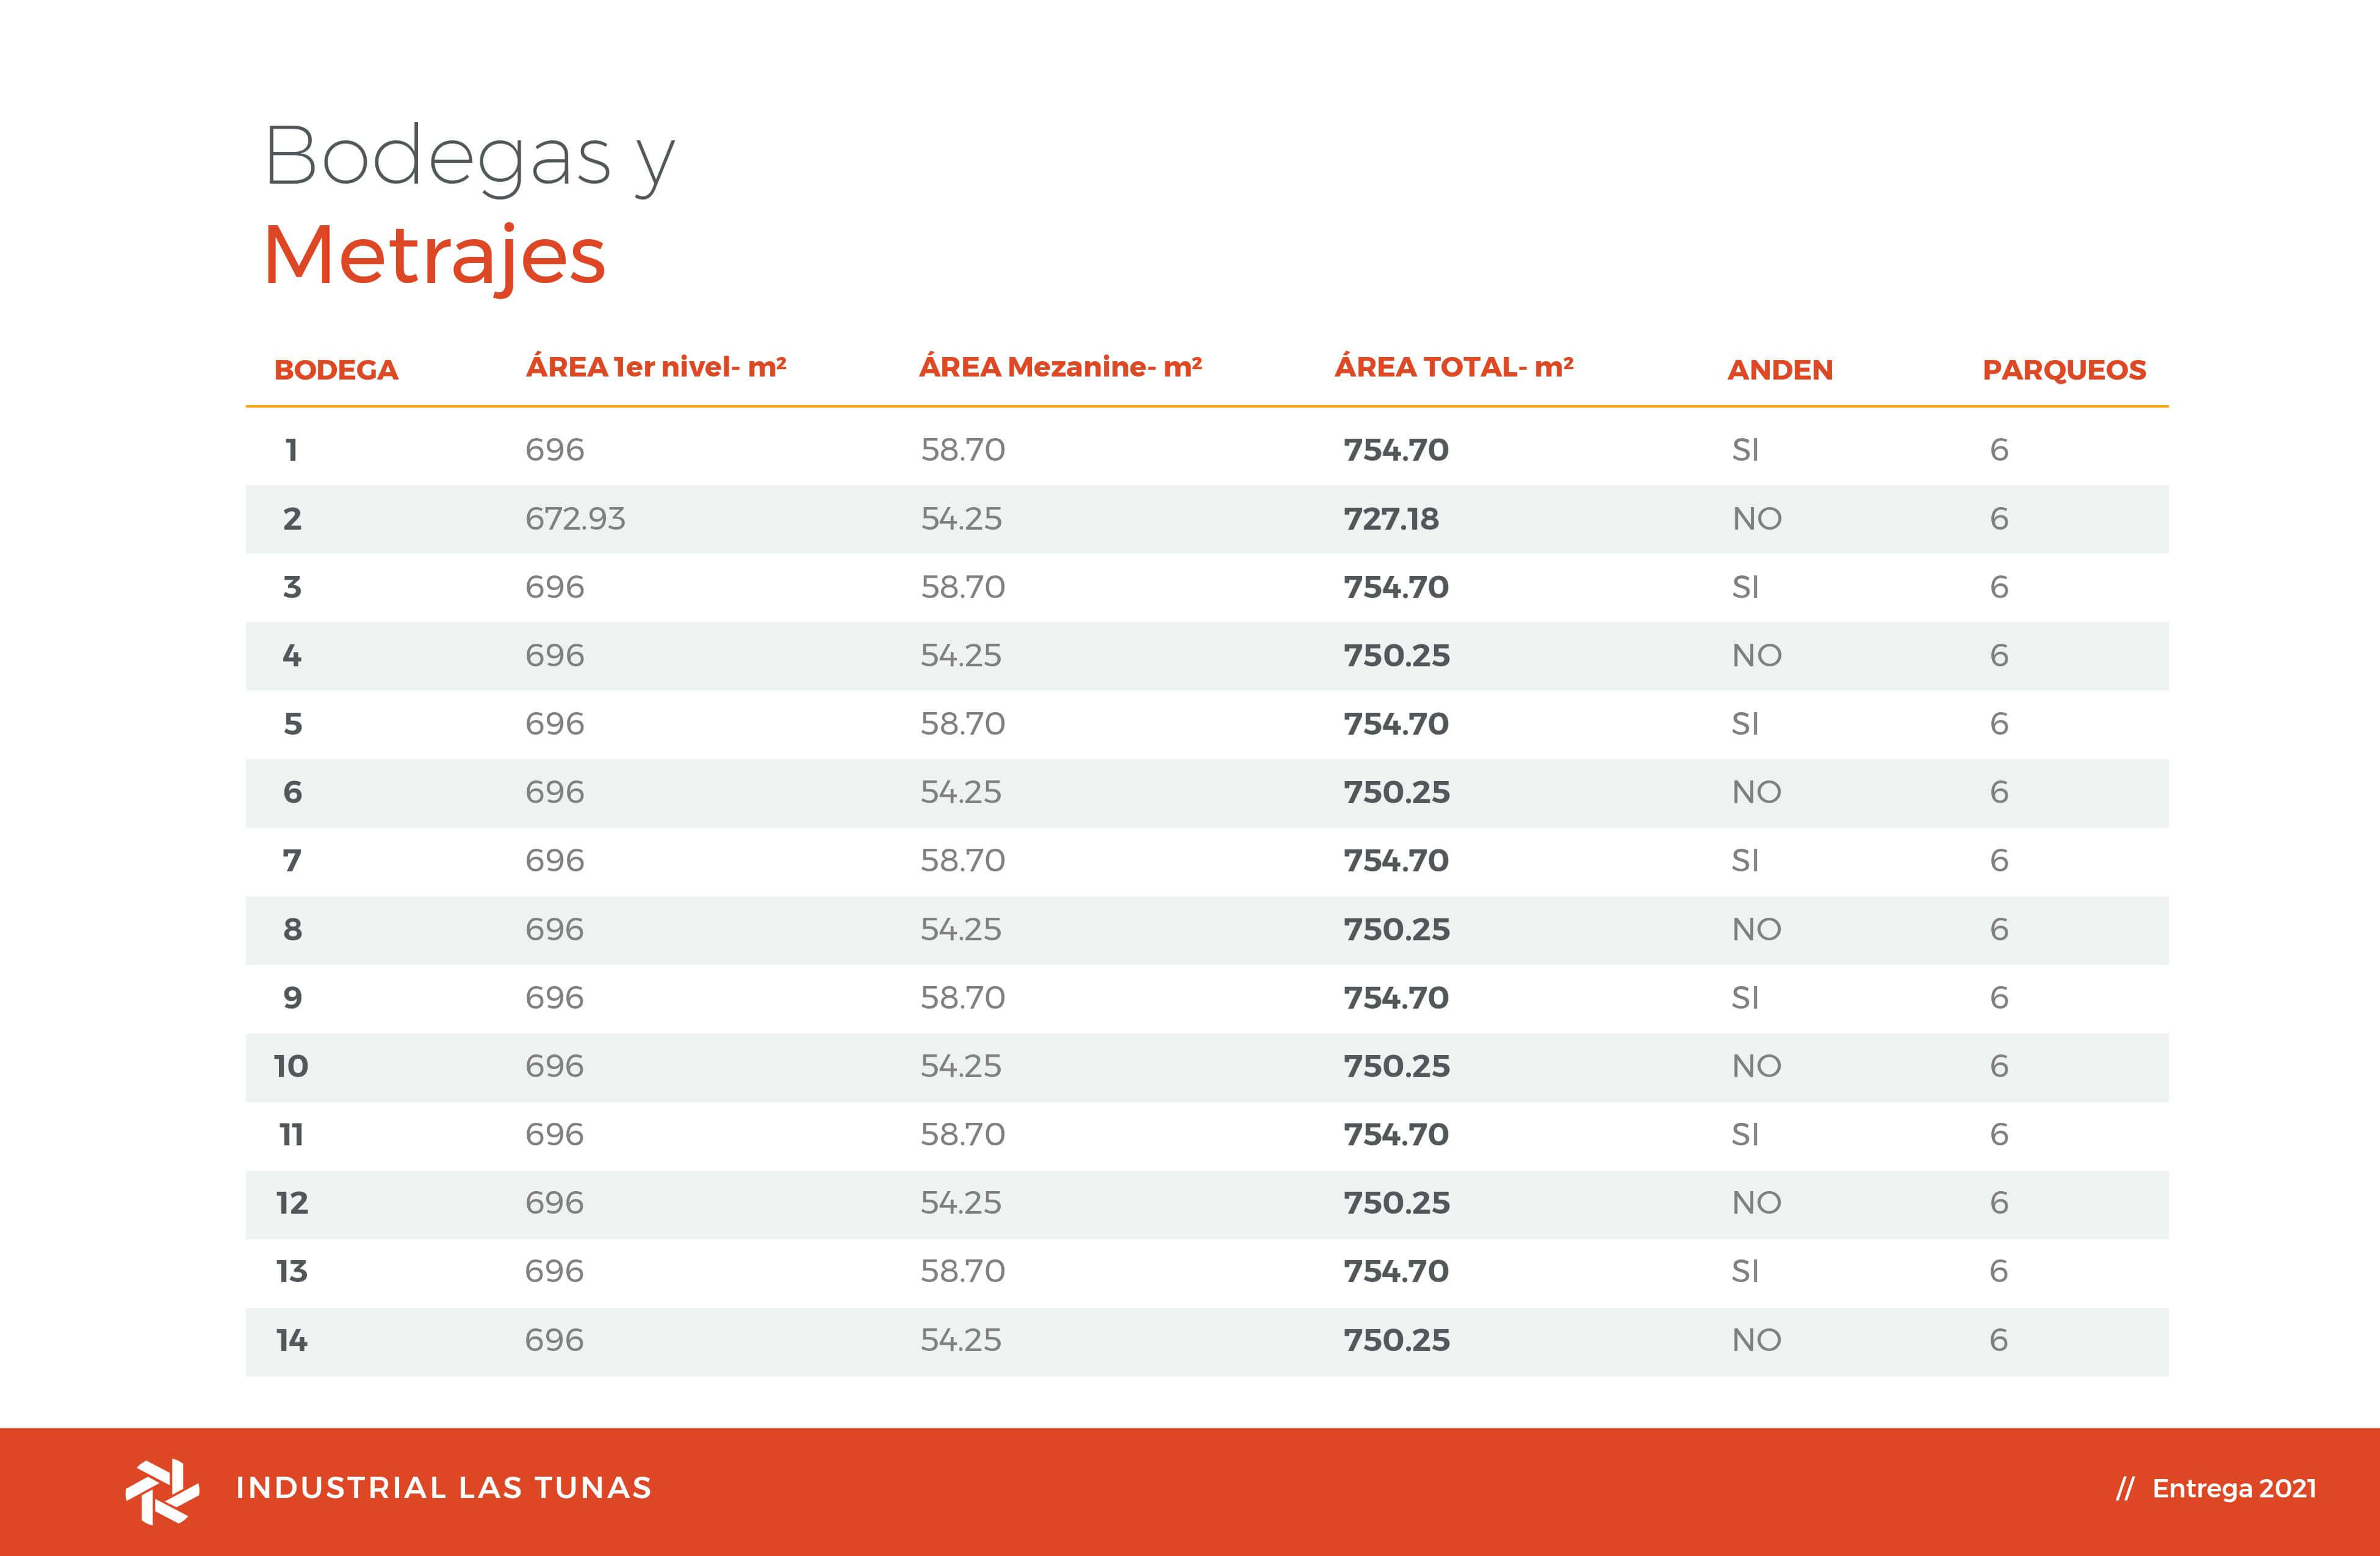 Bodegas y
Metrajes
BODEGA ÁREA 1er nivel- m² ÁREA Mezanine- m² ÁREA TOTAL- m² ANDEN PARQUEOS
1 696 58.70 754.70 SI 6
2 672.93 54.25 727.18 NO 6
3 696 58.70 754.70 SI 6
4 696 54.25 750.25 NO 6
5 696 58.70 754.70 SI 6
6 696 54.25 750.25 NO 6
7 696 58.70 754.70 SI 6
8 696 54.25 750.25 NO 6
9 696 58.70 754.70 SI 6
10 696 54.25 750.25 NO 6
11 696 58.70 754.70 SI 6
12 696 54.25 750.25 NO 6
13 696 58.70 754.70 SI 6
14 696 54.25 750.25 NO 6
INDUSTRIAL LAS TUNAS // Entrega 2021